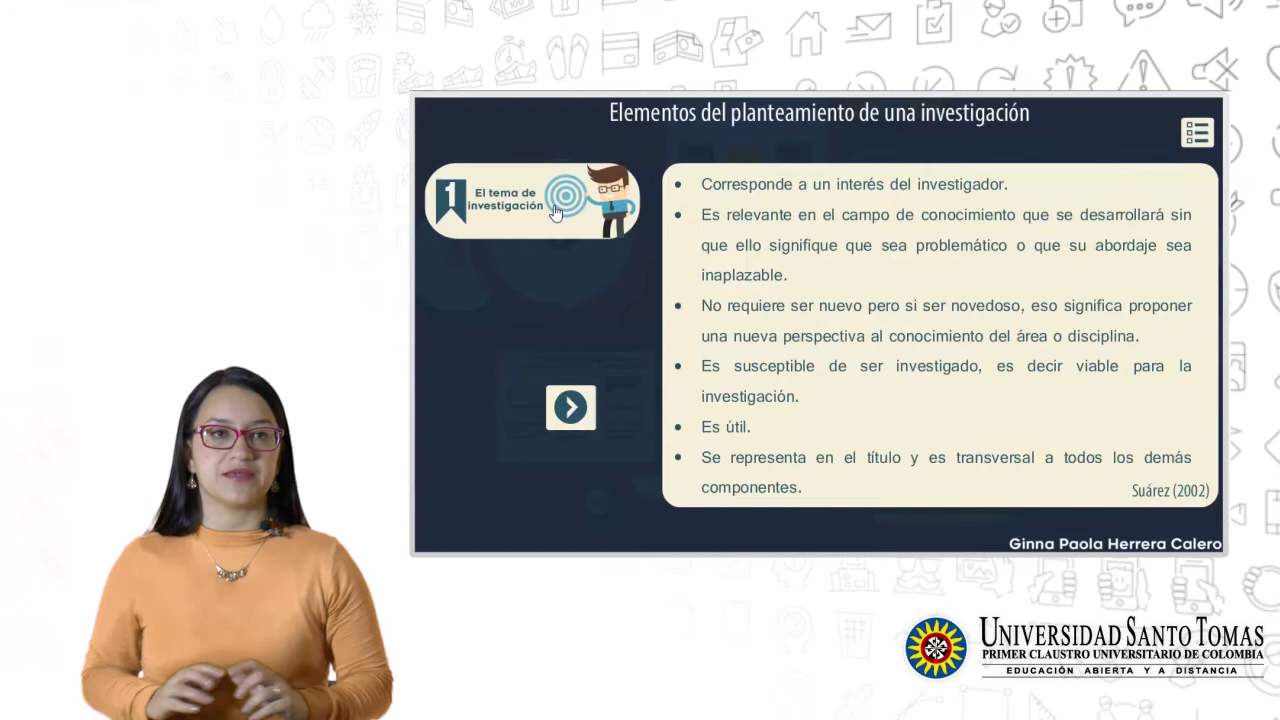 Elementos del planteamiento de una investigación
1
El tema de
investigación
• Corresponde a un interés del investigador.
• Es relevante en el campo de conocimiento que se desarrollará sin
que ello signifique que sea problemático o que su abordaje sea
inaplazable.
• No requiere ser nuevo pero si ser novedoso, eso significa proponer
una nueva perspectiva al conocimiento del área o disciplina.
• Es susceptible de ser investigado, es decir viable para la
investigación.
• Es útil.
• Se representa en el título y es transversal a todos los demás
componentes.
Suárez (2002)
Ginna Paola Herrera Calero
UNIVERSIDAD SANTO TOMAS
PRIMER CLAUSTRO UNIVERSITARIO DE COLOMBIA
EDUCACIÓN ABIERTA Y A DISTANCIA